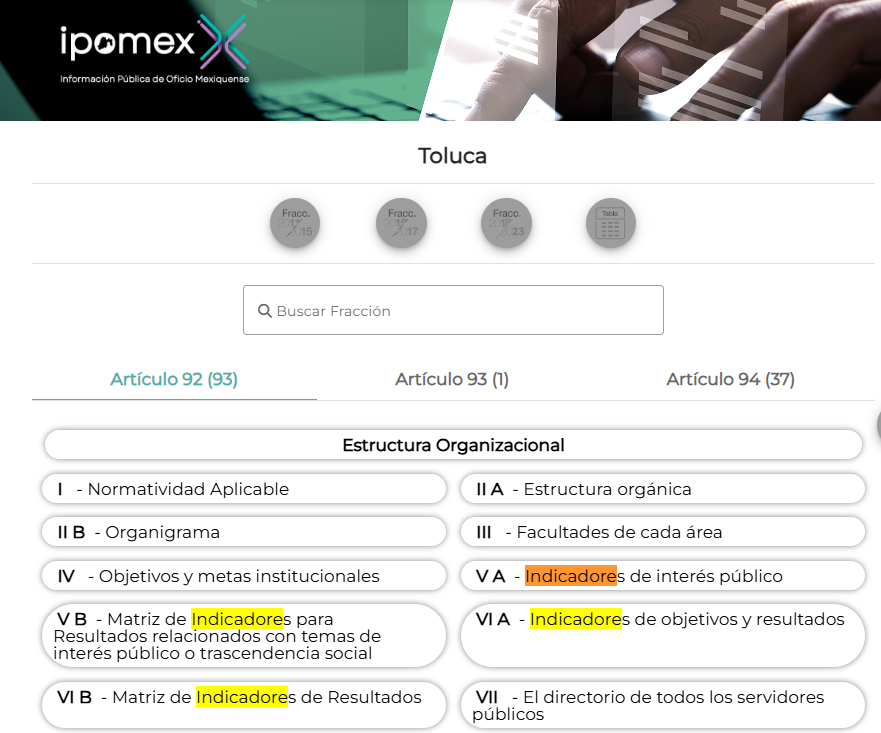 ipomex
Información Pública de Oficio Mexiquense
Toluca
Fracc.
Fracc.
Fracc.
Tabla
15
17
23
Buscar Fracción
Artículo 92 (93)
Artículo 93 (1)
Artículo 94 (37)
Estructura Organizacional
I - Normatividad Aplicable
II A - Estructura orgánica
II B - Organigrama
III - Facultades de cada área
IV - Objetivos y metas institucionales
V A - Indicadores de interés público
V B - Matriz de Indicadores para
Resultados relacionados con temas de
interés público o trascendencia social
VI A - Indicadores de objetivos y resultados
VI B - Matriz de Indicadores de Resultados
VII - El directorio de todos los servidores
públicos